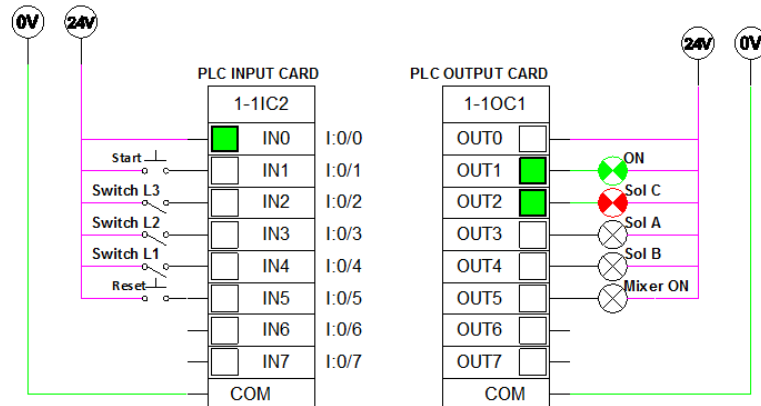 0V 24V
24V 0V
PLC INPUT CARD PLC OUTPUT CARD
1-1IC2 1-1OC1
IN0 I:0/0 OUT0
Start IN1 I:0/1 OUT1 ON
Switch L3 IN2 I:0/2 OUT2 Sol C
Switch L2 IN3 I:0/3 OUT3 Sol A
Switch L1 IN4 I:0/4 OUT4 Sol B
Reset IN5 I:0/5 OUT5 Mixer ON
IN6 I:0/6 OUT6
IN7 I:0/7 OUT7
COM COM